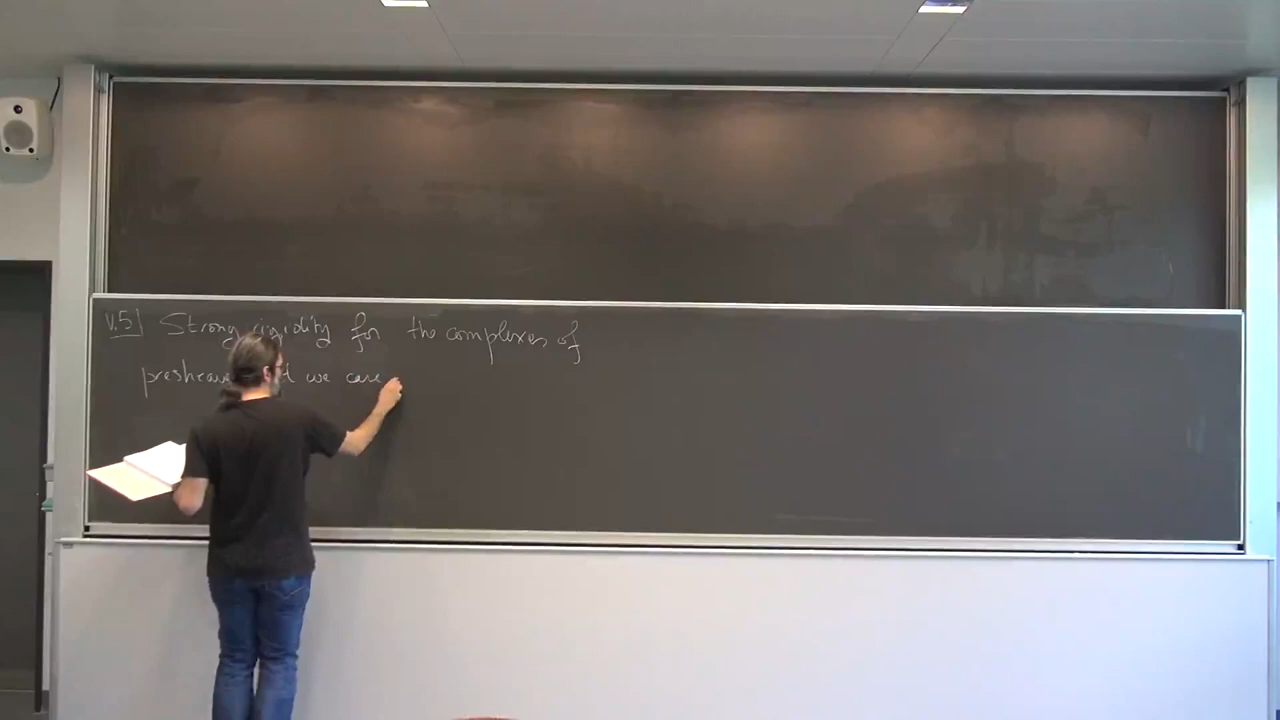 V.5] Strong rigidity for the complexes of
presheaves we care